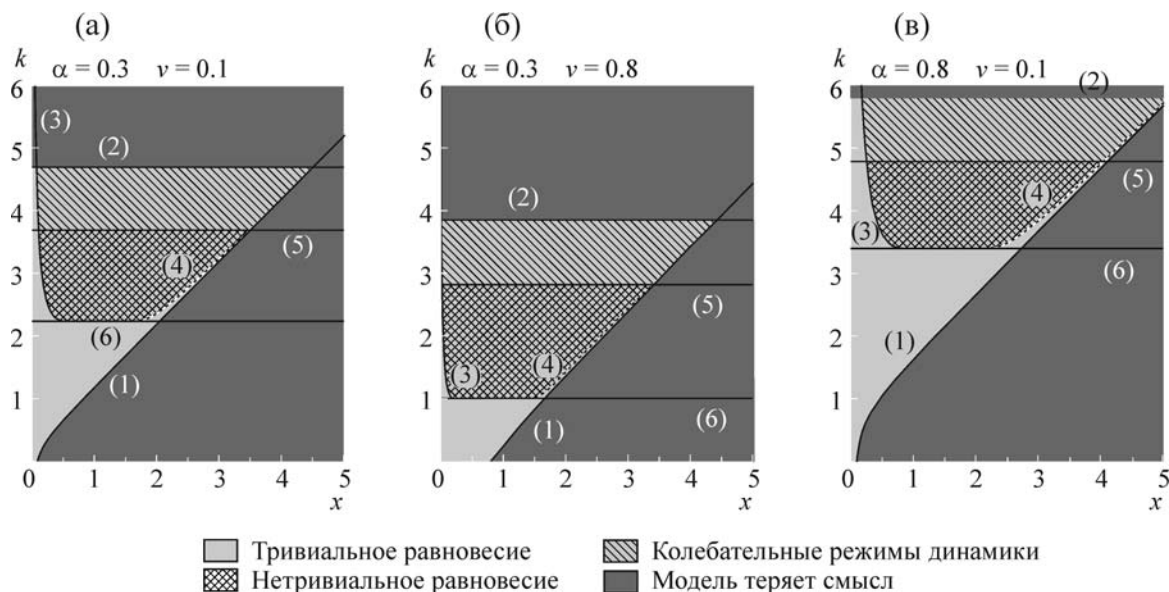 (а)
k
α = 0.3 v = 0.1
6
5
4
3
2
1
0 1 2 3 4 5
x
(3)
(2)
(5)
(4)
(6)
(1)
(б)
k
α = 0.3 v = 0.8
6
5
4
3
2
1
0 1 2 3 4 5
x
(2)
(5)
(3)
(4)
(1)
(6)
(в)
k
α = 0.8 v = 0.1
6
5
4
3
2
1
0 1 2 3 4 5
x
(2)
(5)
(4)
(3)
(6)
(1)
Тривиальное равновесие
Нетривиальное равновесие
Колебательные режимы динамики
Модель теряет смысл